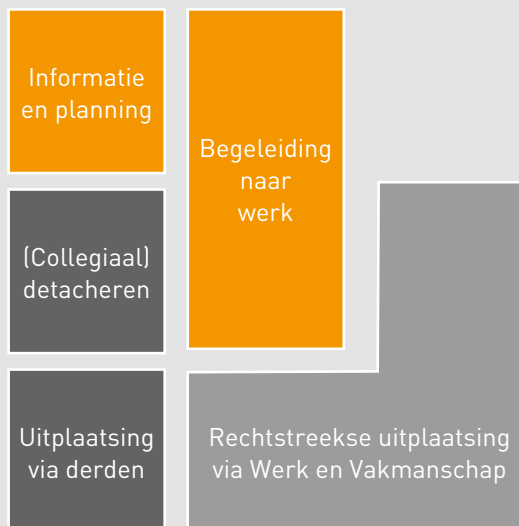 Informatie
en planning
Begeleiding
naar
werk
(Collegiaal)
detacheren
Uitplaatsing
via derden
Rechtstreekse uitplaatsing
via Werk en Vakmanschap